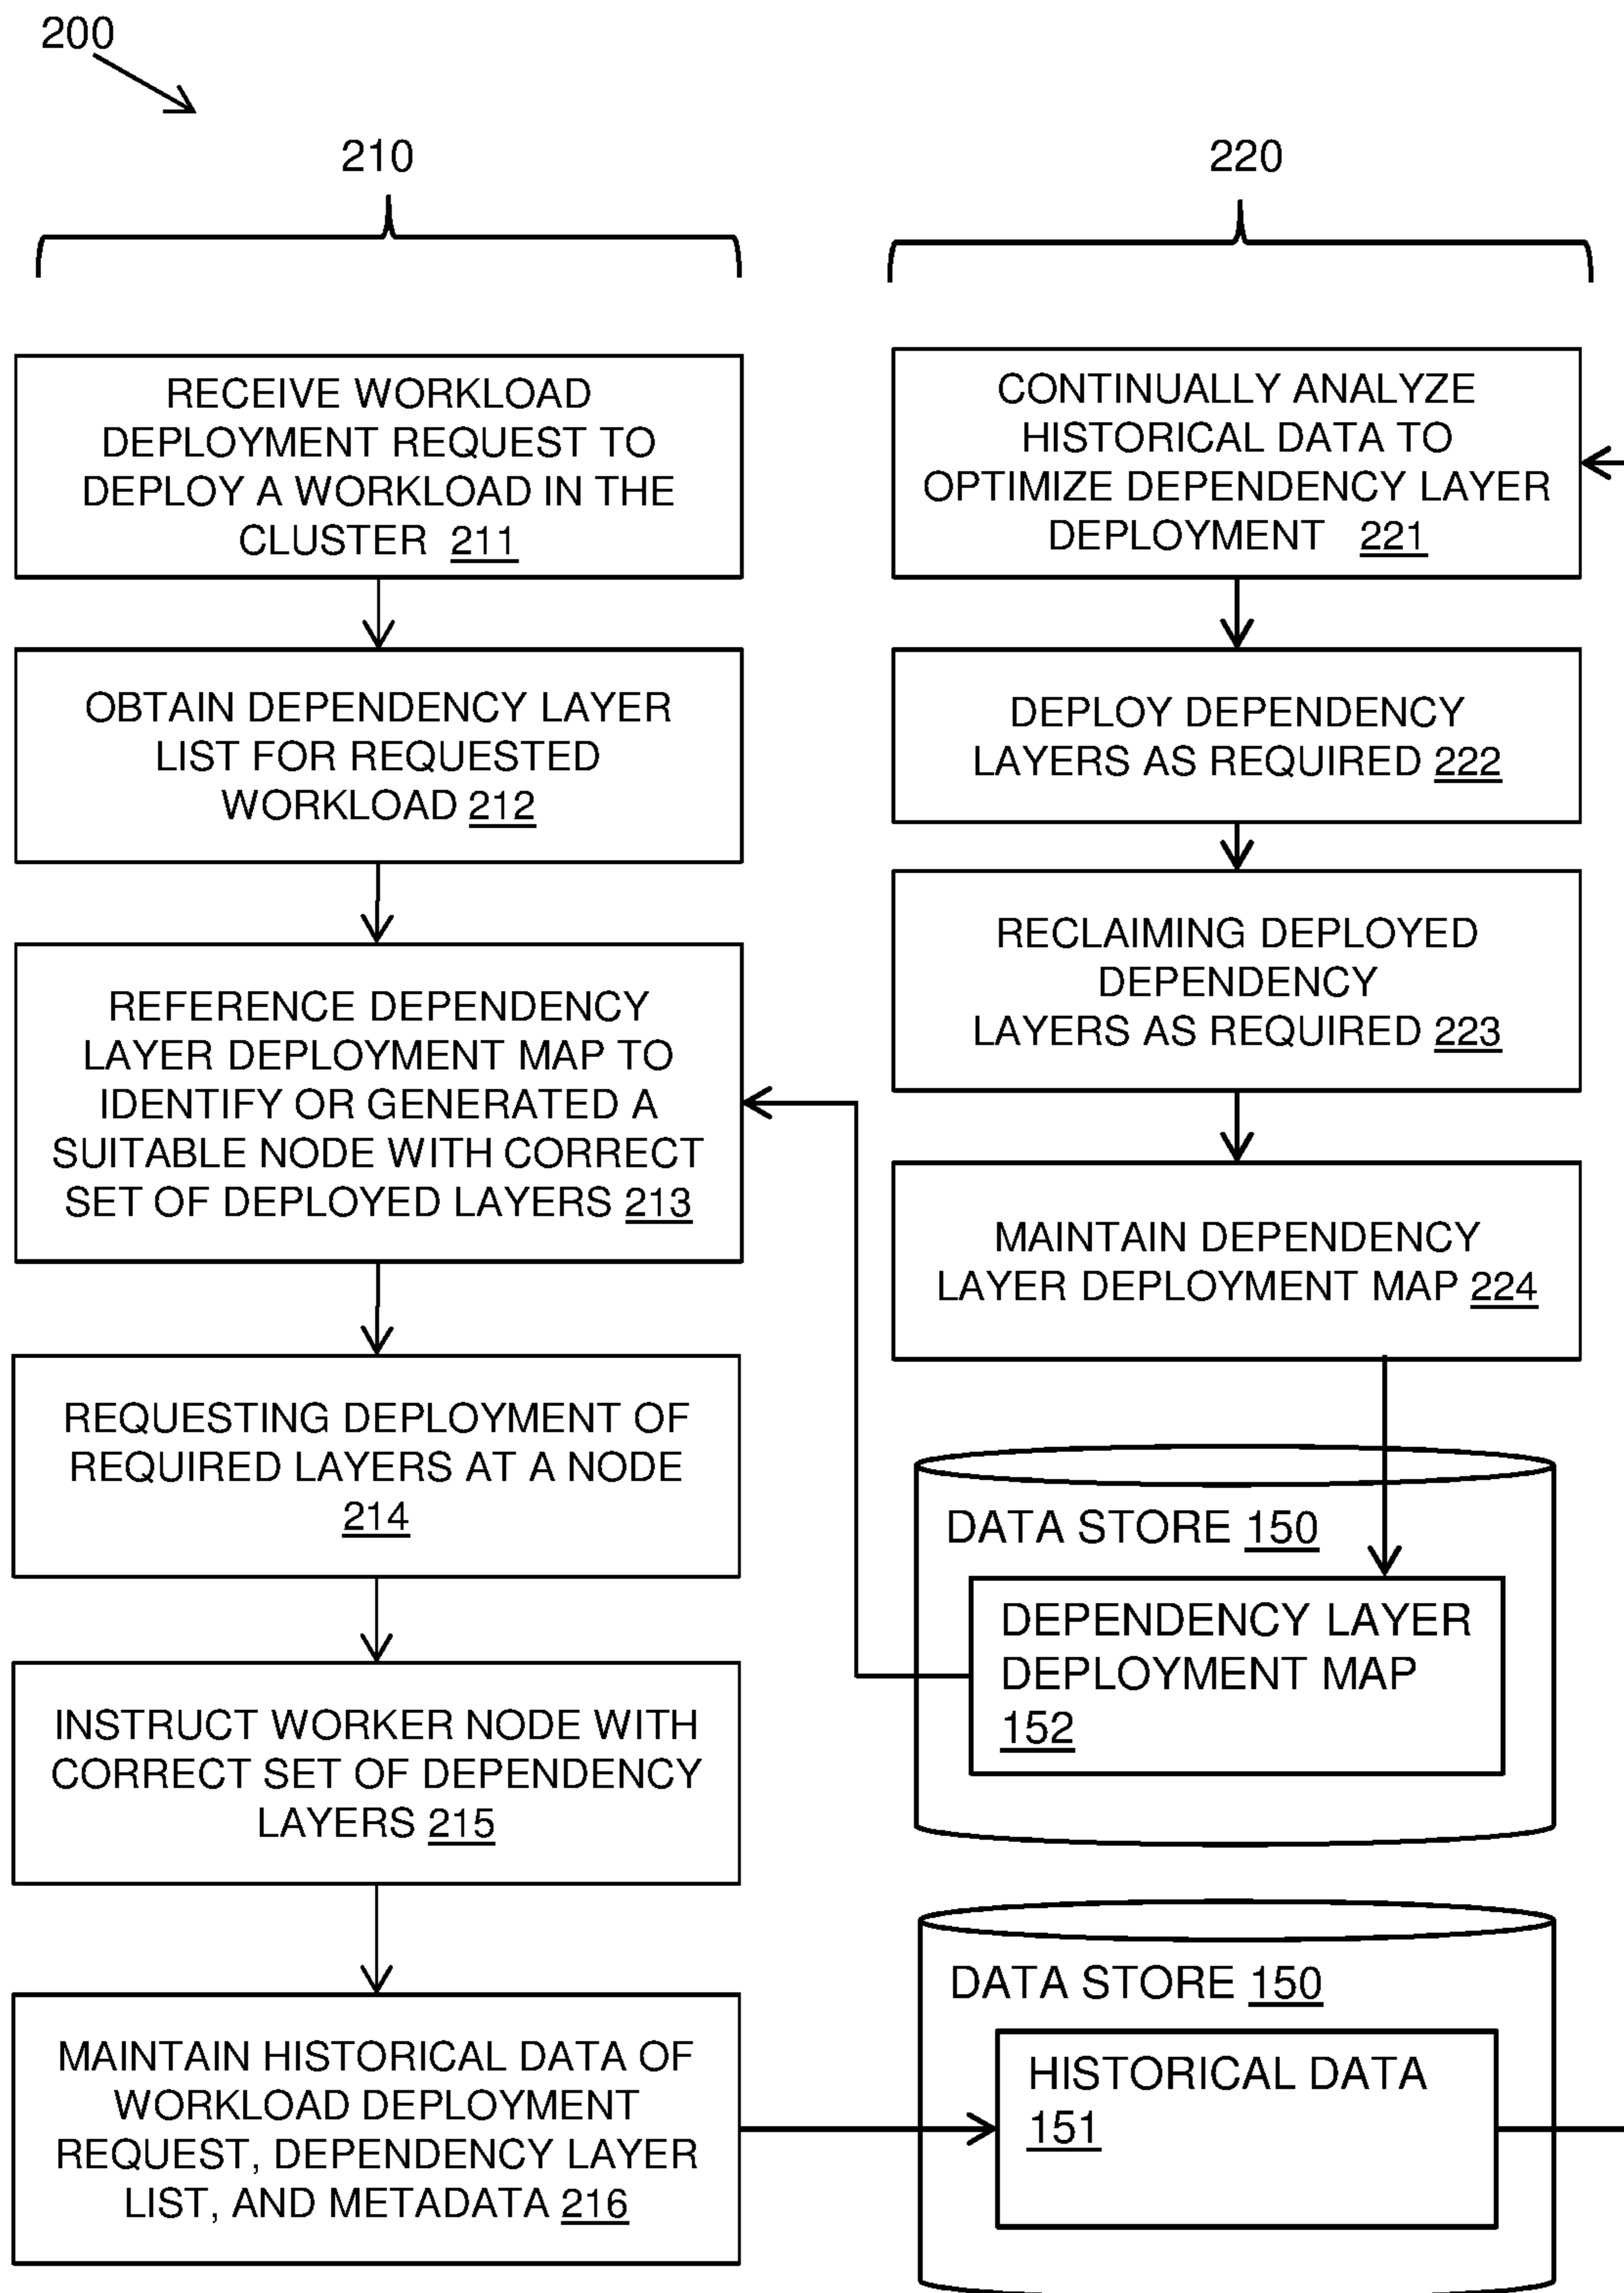 200
210
RECEIVE WORKLOAD
DEPLOYMENT REQUEST TO
DEPLOY A WORKLOAD IN THE
CLUSTER 211
OBTAIN DEPENDENCY LAYER
LIST FOR REQUESTED
WORKLOAD 212
REFERENCE DEPENDENCY
LAYER DEPLOYMENT MAP TO
IDENTIFY OR GENERATED A
SUITABLE NODE WITH CORRECT
SET OF DEPLOYED LAYERS 213
REQUESTING DEPLOYMENT OF
REQUIRED LAYERS AT A NODE
214
INSTRUCT WORKER NODE WITH
CORRECT SET OF DEPENDENCY
LAYERS 215
MAINTAIN HISTORICAL DATA OF
WORKLOAD DEPLOYMENT
REQUEST, DEPENDENCY LAYER
LIST, AND METADATA 216
220
CONTINUALLY ANALYZE
HISTORICAL DATA TO
OPTIMIZE DEPENDENCY LAYER
DEPLOYMENT 221
DEPLOY DEPENDENCY
LAYERS AS REQUIRED 222
RECLAIMING DEPLOYED
DEPENDENCY
LAYERS AS REQUIRED 223
MAINTAIN DEPENDENCY
LAYER DEPLOYMENT MAP 224
DATA STORE 150
DEPENDENCY LAYER
DEPLOYMENT MAP
152
DATA STORE 150
HISTORICAL DATA
151